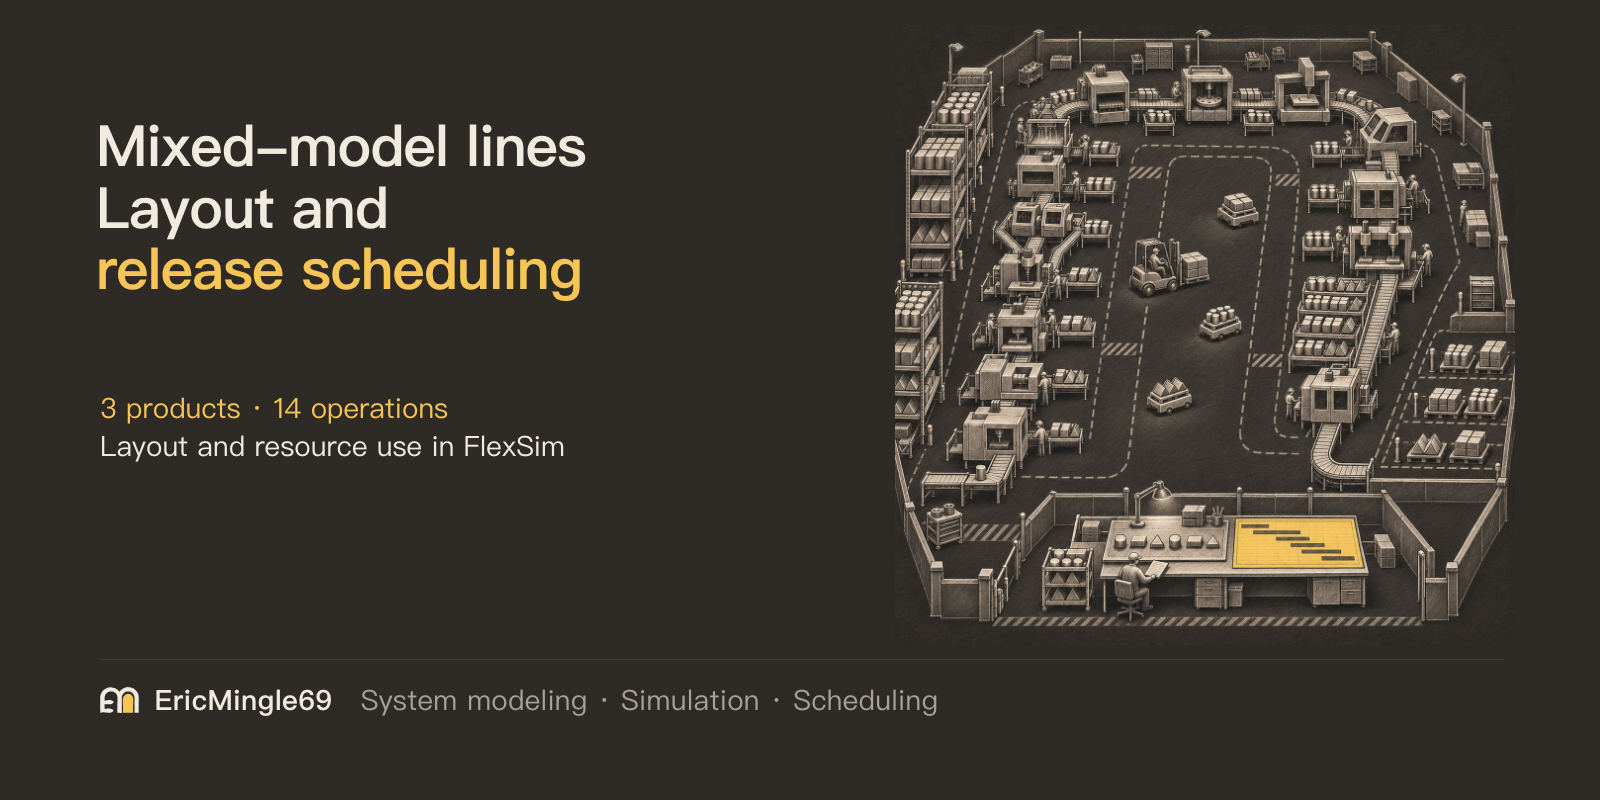 Mixed–model lines
Layout and
release scheduling
3 products · 14 operations
Layout and resource use in FlexSim
EricMingle69 System modeling · Simulation · Scheduling